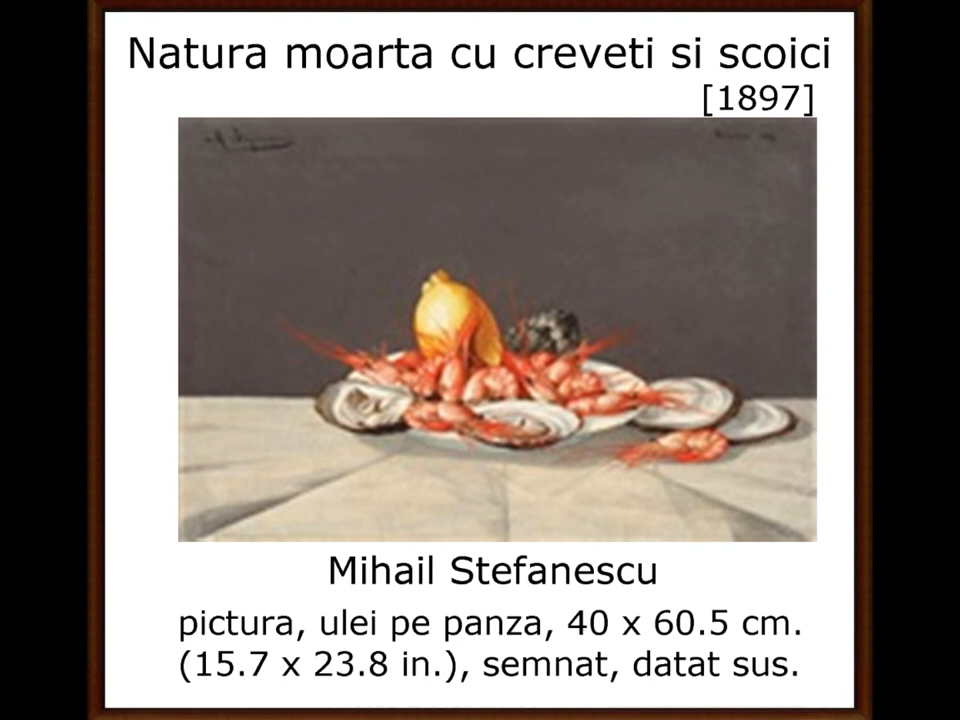 Natura moarta cu creveti si scoici
[1897]
Mihail Stefanescu
pictura, ulei pe panza, 40 x 60.5 cm.
(15.7 x 23.8 in.), semnat, datat sus.